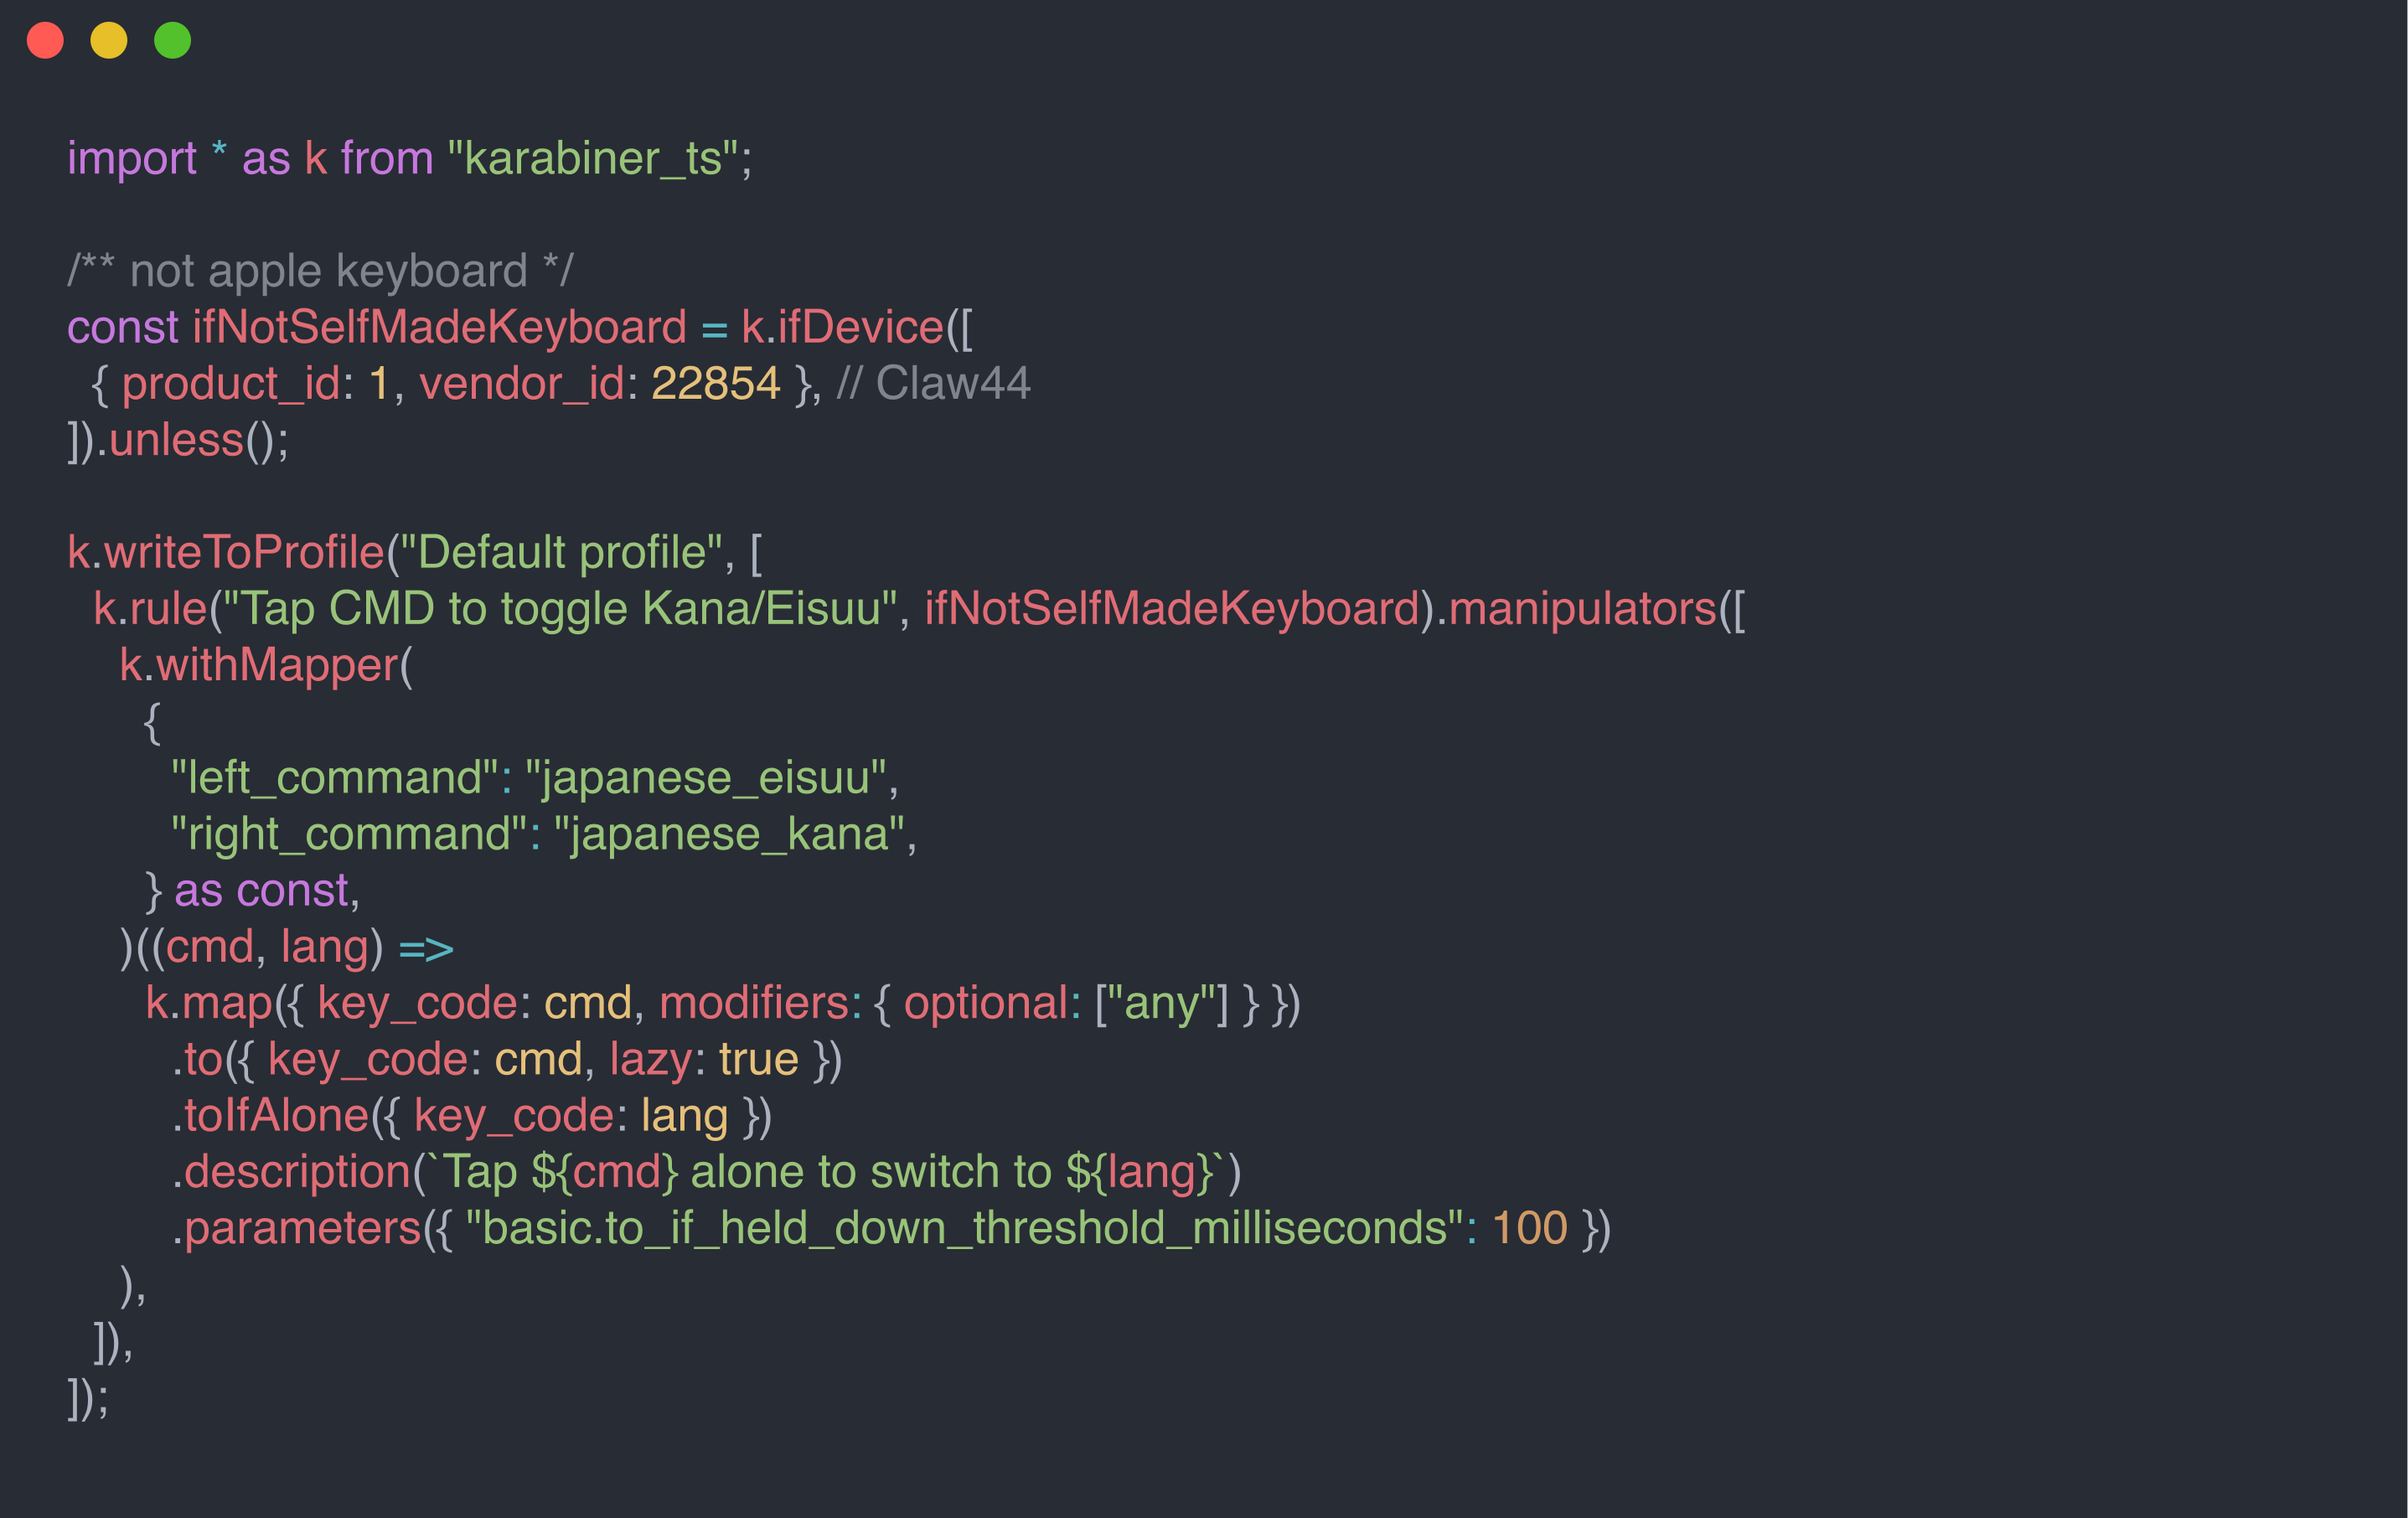 import * as k from "karabiner_ts";

/** not apple keyboard */
const ifNotSelfMadeKeyboard = k.ifDevice([
  { product_id: 1, vendor_id: 22854 }, // Claw44
]).unless();

k.writeToProfile("Default profile", [
  k.rule("Tap CMD to toggle Kana/Eisuu", ifNotSelfMadeKeyboard).manipulators([
    k.withMapper(
      {
        "left_command": "japanese_eisuu",
        "right_command": "japanese_kana",
      } as const,
    )((cmd, lang) =>
      k.map({ key_code: cmd, modifiers: { optional: ["any"] } })
        .to({ key_code: cmd, lazy: true })
        .toIfAlone({ key_code: lang })
        .description(`Tap ${cmd} alone to switch to ${lang}`)
        .parameters({ "basic.to_if_held_down_threshold_milliseconds": 100 })
    ),
  ]),
]);